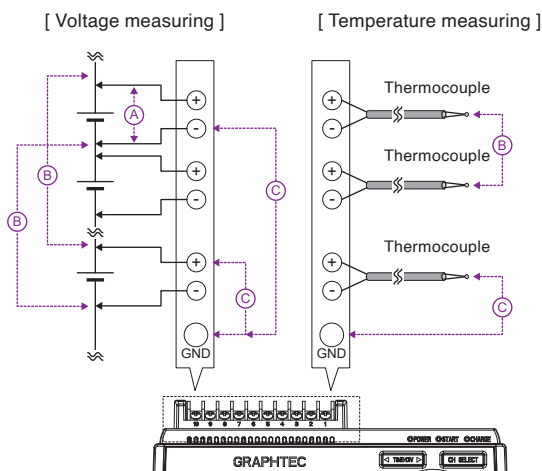 [ Voltage measuring ]
[ Temperature measuring ]
Thermocouple
+
-
A
B
B
C
+
-
Thermocouple
+
-
B
+
-
Thermocouple
+
-
C
+
-
C
GND
GND
10 9 8 7 6 5 4 3 2 1
POWER START CHARGE
GRAPHTEC
TIME/DIV
CH SELECT